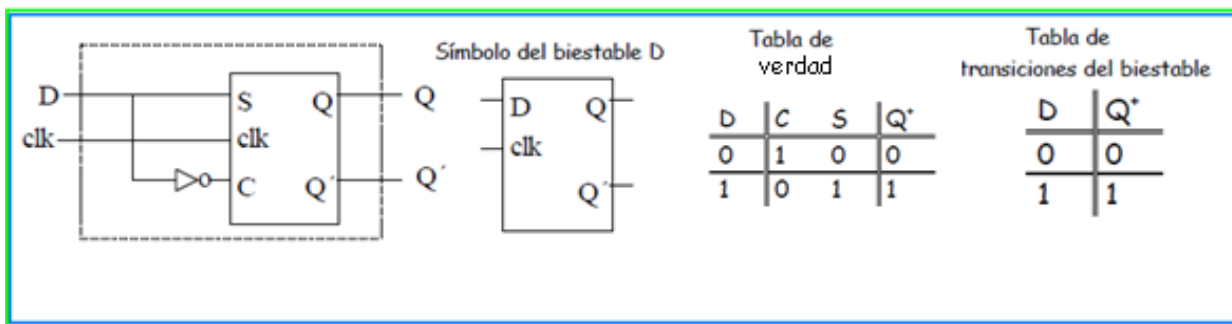 D
clk
S Q
clk
C Q´
Q
Q´
Símbolo del biestable D
D Q
clk
Q´
Tabla de
verdad
D C S Q⁺
0 1 0 0
1 0 1 1
Tabla de
transiciones del biestable
D Q⁺
0 0
1 1